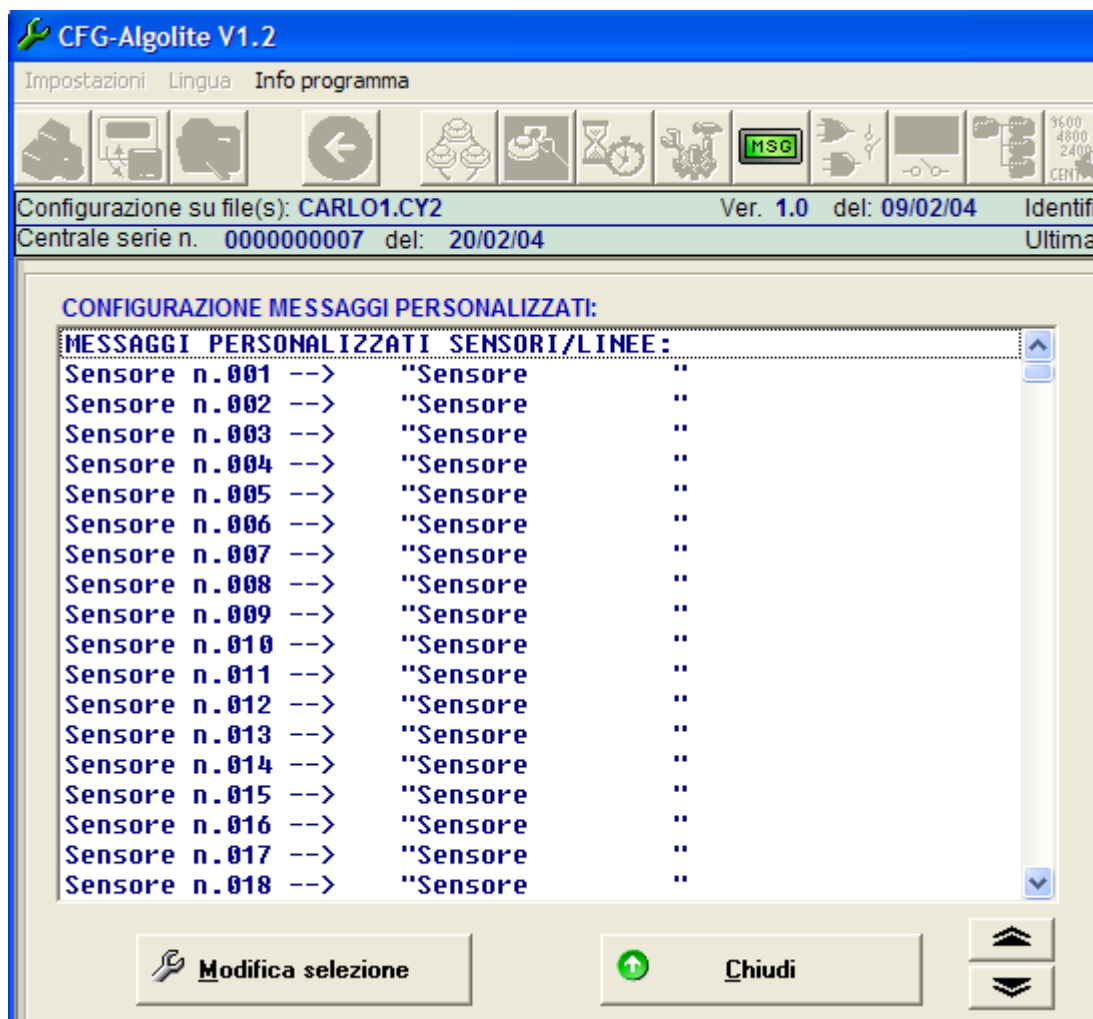 CFG-Algolite V1.2
Impostazioni Lingua Info programma
MSG
9600
4800
2400
Configurazione su file(s): CARLO1.CY2 Ver. 1.0 del: 09/02/04
Centrale serie n. 0000000007 del: 20/02/04 Ultima
CONFIGURAZIONE MESSAGGI PERSONALIZZATI:
MESSAGGI PERSONALIZZATI SENSORI/LINEE:
Sensore n.001 --> "Sensore "
Sensore n.002 --> "Sensore "
Sensore n.003 --> "Sensore "
Sensore n.004 --> "Sensore "
Sensore n.005 --> "Sensore "
Sensore n.006 --> "Sensore "
Sensore n.007 --> "Sensore "
Sensore n.008 --> "Sensore "
Sensore n.009 --> "Sensore "
Sensore n.010 --> "Sensore "
Sensore n.011 --> "Sensore "
Sensore n.012 --> "Sensore "
Sensore n.013 --> "Sensore "
Sensore n.014 --> "Sensore "
Sensore n.015 --> "Sensore "
Sensore n.016 --> "Sensore "
Sensore n.017 --> "Sensore "
Sensore n.018 --> "Sensore "
Modifica selezione Chiudi